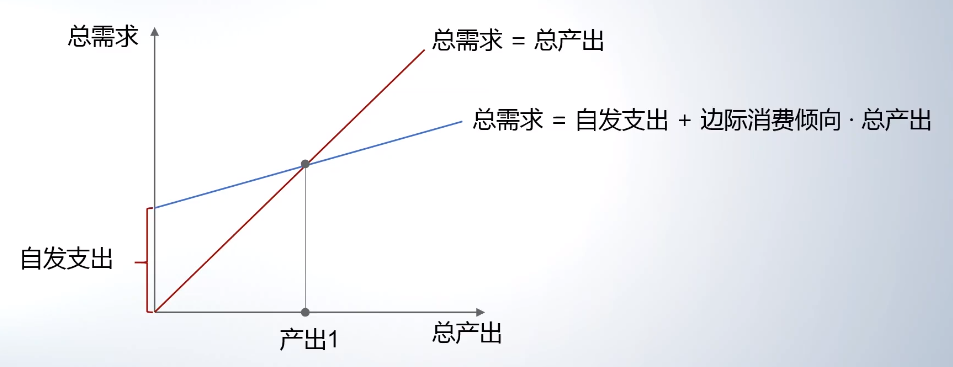 总需求
总需求 = 总产出
总需求 = 自发支出 + 边际消费倾向 · 总产出
自发支出
产出1
总产出